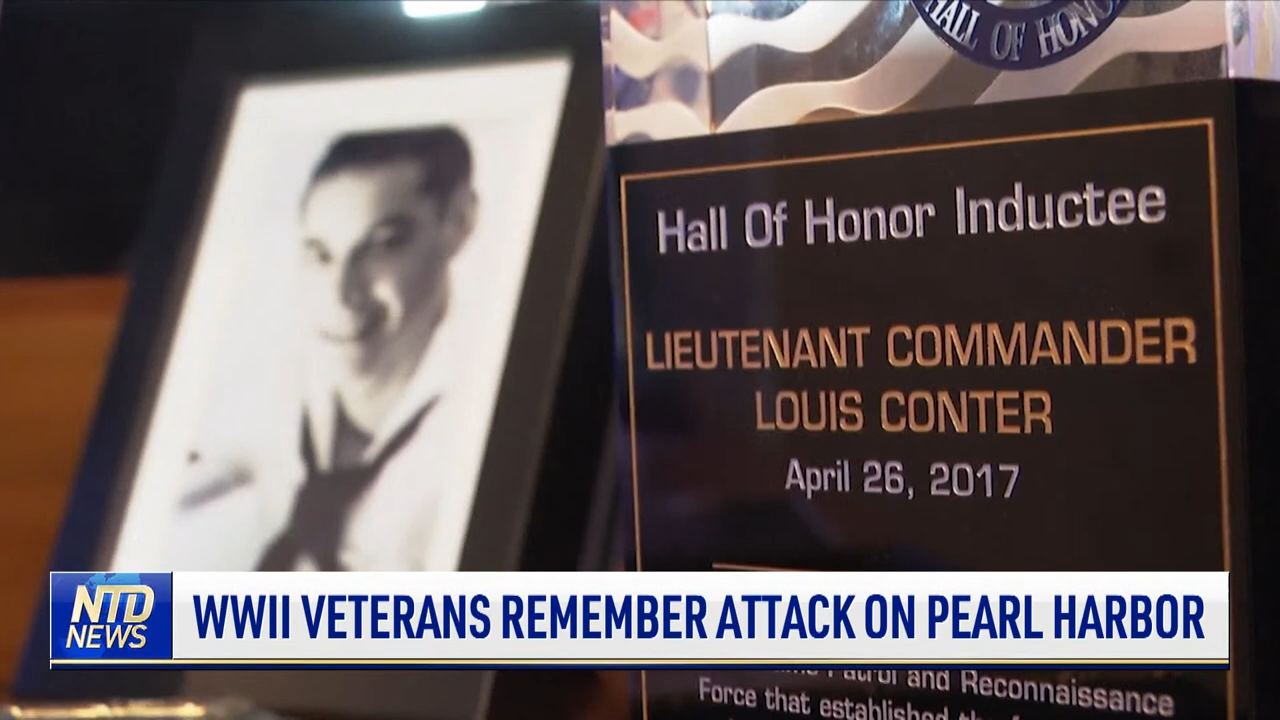 HALL OF HONOR
Hall Of Honor Inductee
LIEUTENANT COMMANDER
LOUIS CONTER
April 26, 2017
NTD
NEWS
WWII VETERANS REMEMBER ATTACK ON PEARL HARBOR
Patrol and Reconnaissance
Force that established the